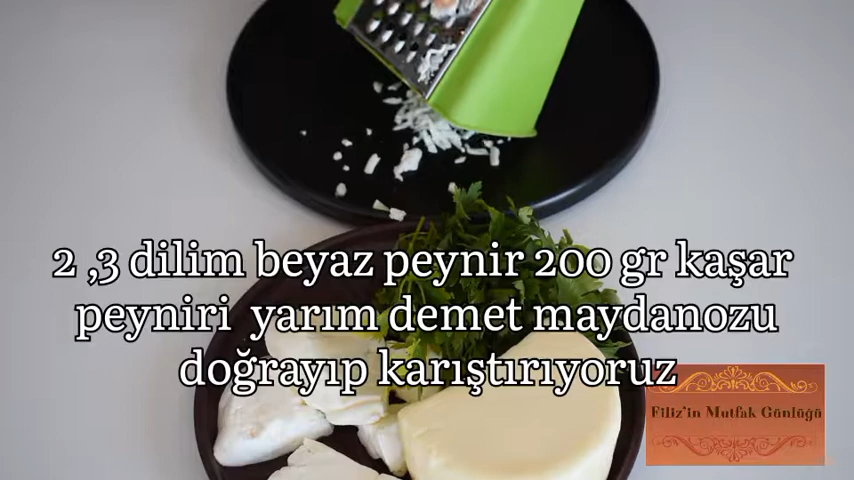 2 ,3 dilim beyaz peynir 200 gr kaşar
peyniri yarım demet maydanozu
doğrayıp karıştırıyoruz
Filiz'in Mutfak Günlüğü